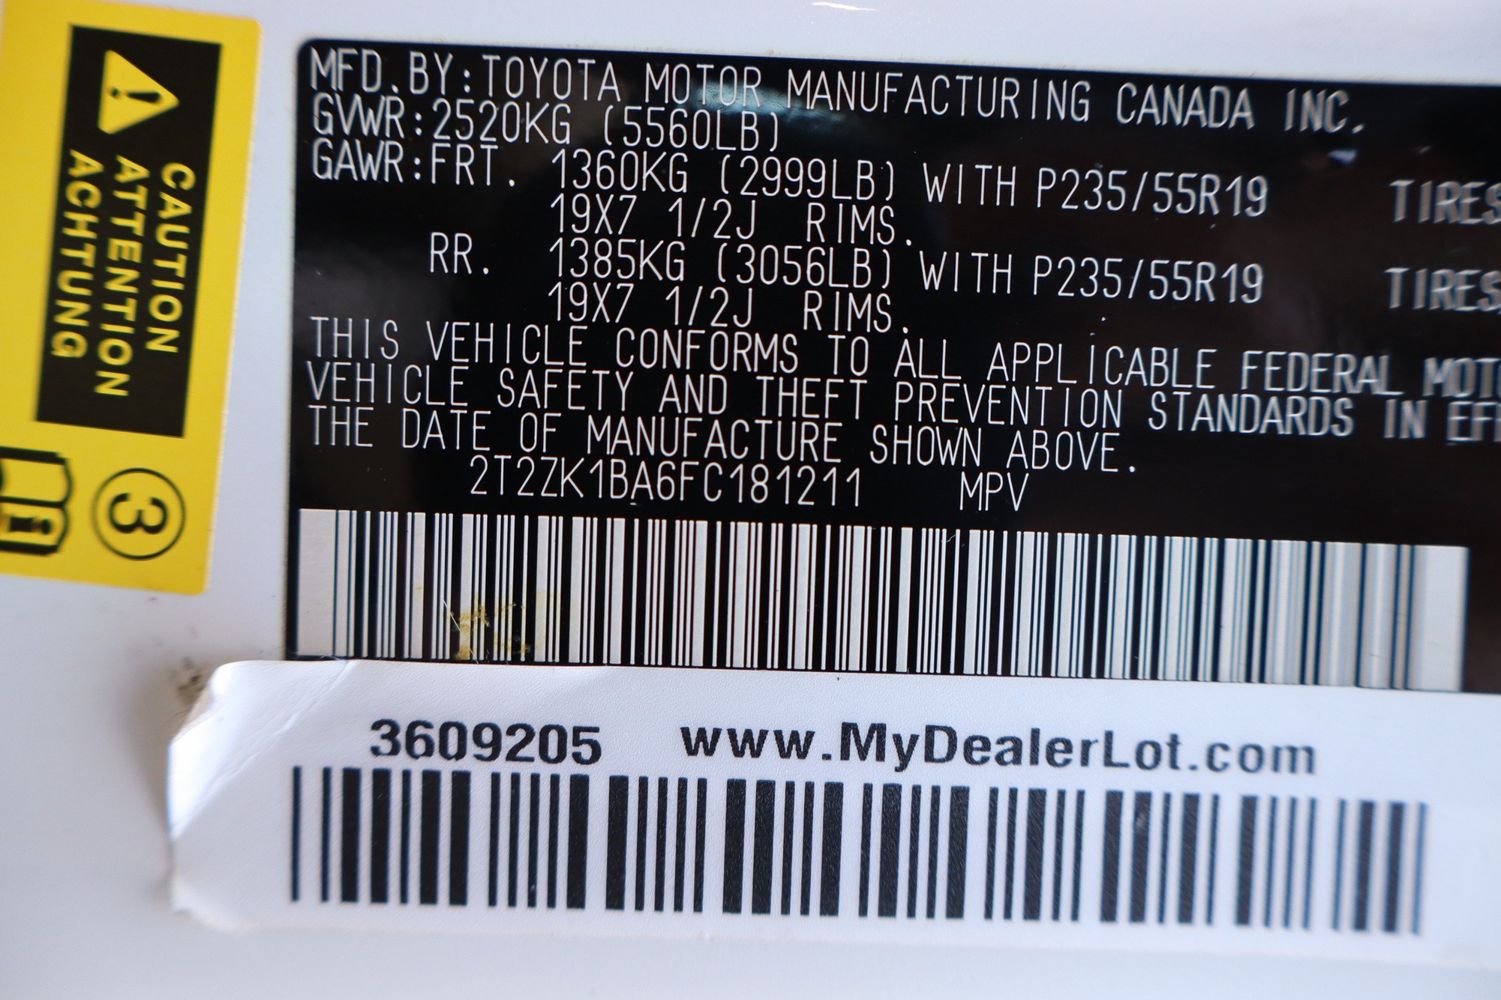 CAUTION
ATTENTION
ACHTUNG
3
MFD.BY:TOYOTA MOTOR MANUFACTURING CANADA INC.
GVWR:2520KG (5560LB)
GAWR:FRT. 1360KG (2999LB) WITH P235/55R19 TIRES
19X7 1/2J RIMS.
RR. 1385KG (3056LB) WITH P235/55R19 TIRES
19X7 1/2J RIMS.
THIS VEHICLE CONFORMS TO ALL APPLICABLE FEDERAL MOTO
VEHICLE SAFETY AND THEFT PREVENTION STANDARDS IN EFF
THE DATE OF MANUFACTURE SHOWN ABOVE.
2T2ZK1BA6FC181211 MPV
3609205 www.MyDealerLot.com